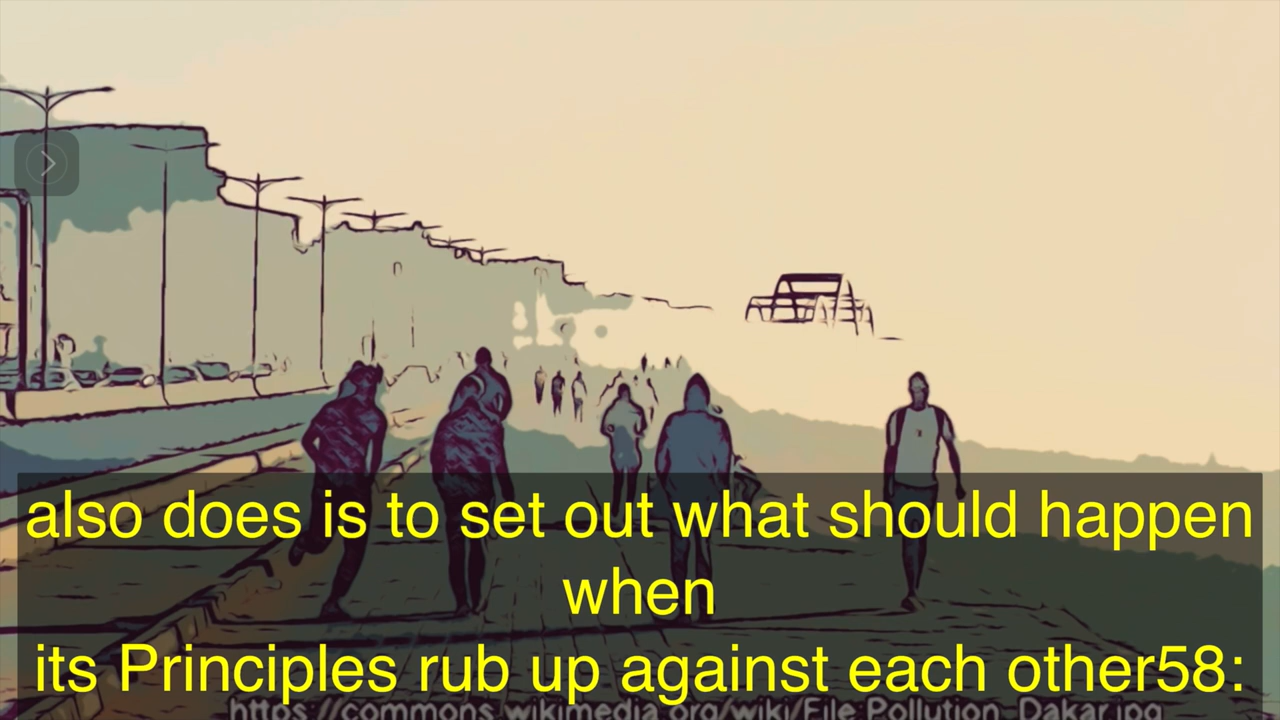 also does is to set out what should happen
when
its Principles rub up against each other58:
https://commons.wikimedia.org/wiki/File:Pollution_Dakar.jpg